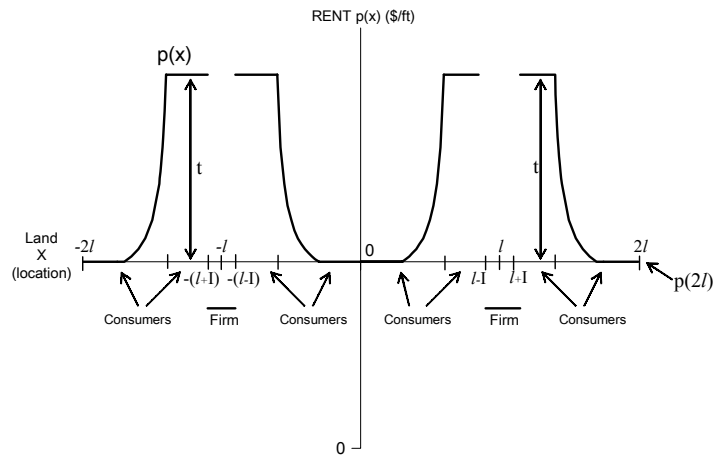 RENT p(x) ($/ft)
p(x)
t
t
Land
X
(location)
-2l
-l
0
l
2l
-(l+I)
-(l-I)
l-I
l+I
p(2l)
Consumers
Firm
Consumers
Consumers
Firm
Consumers
0